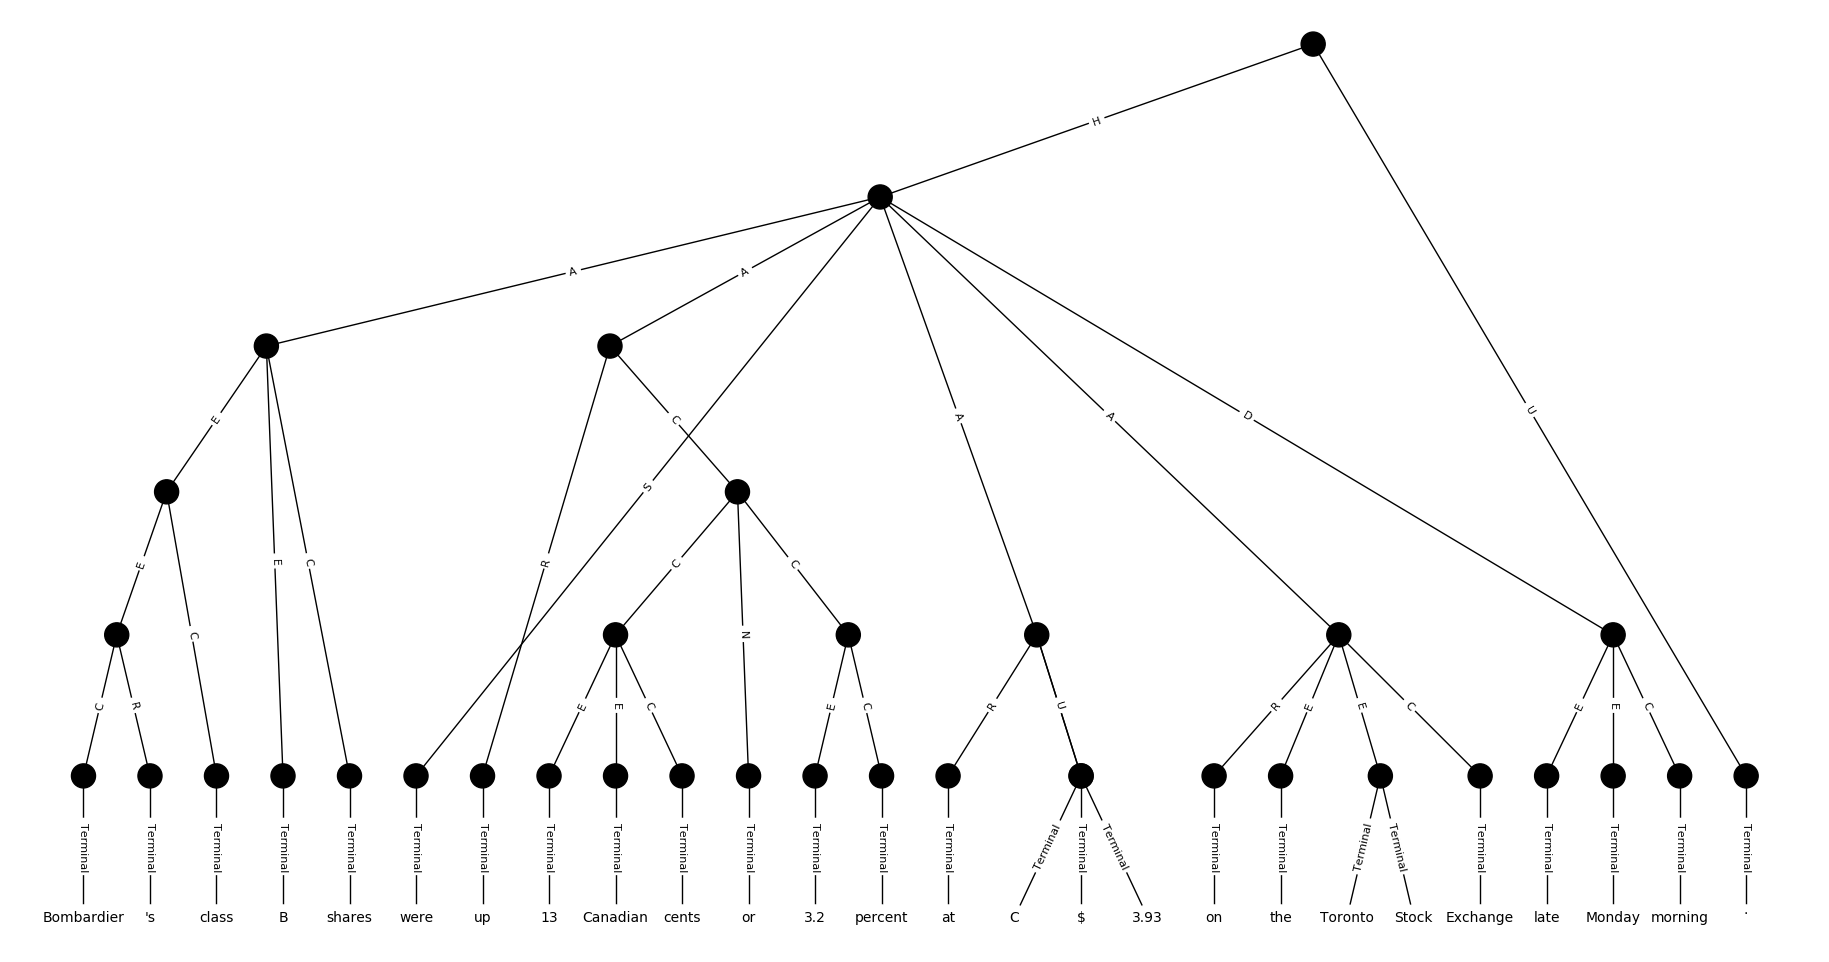 H
A A
A A D U
E C
S
E E C R C C
C N
C R E E C E C R U R E E C E E C
Terminal Terminal Terminal Terminal Terminal Terminal Terminal Terminal Terminal Terminal Terminal Terminal Terminal Terminal Terminal Terminal Terminal Terminal Terminal Terminal Terminal Terminal Terminal Terminal Terminal Terminal
Bombardier 's class B shares were up 13 Canadian cents or 3.2 percent at C $ 3.93 on the Toronto Stock Exchange late Monday morning .